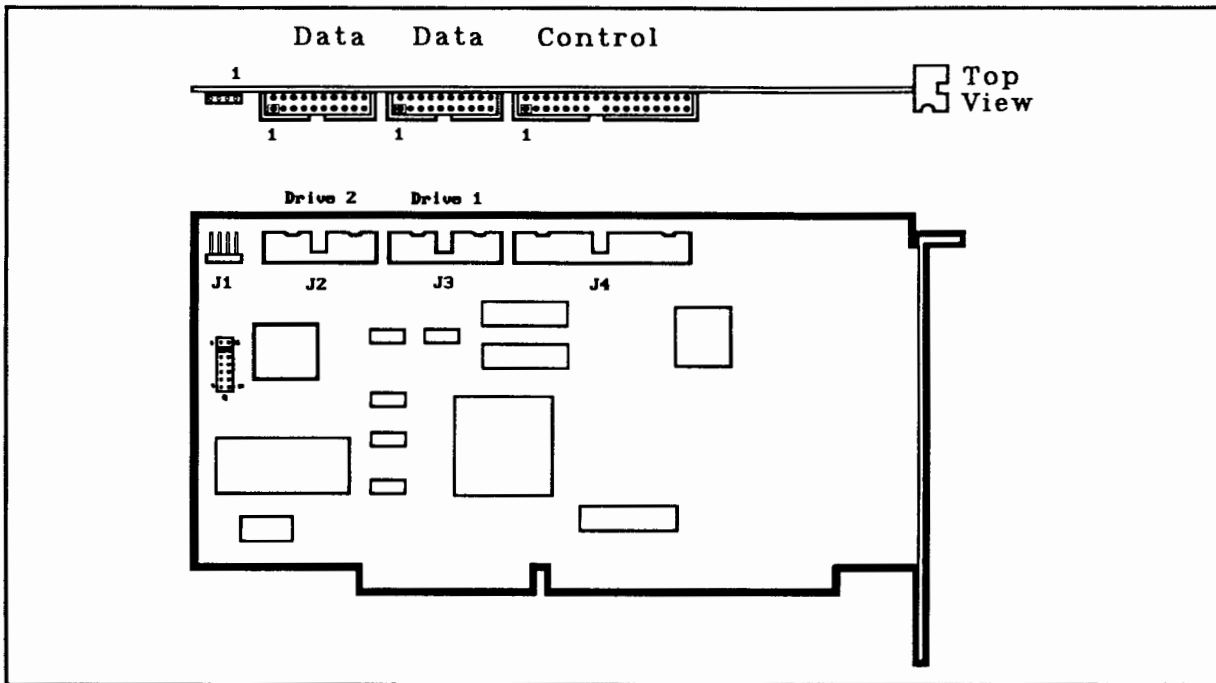 Data Data Control
1
Top
View
1 1 1
Drive 2 Drive 1
J1 J2 J3 J4